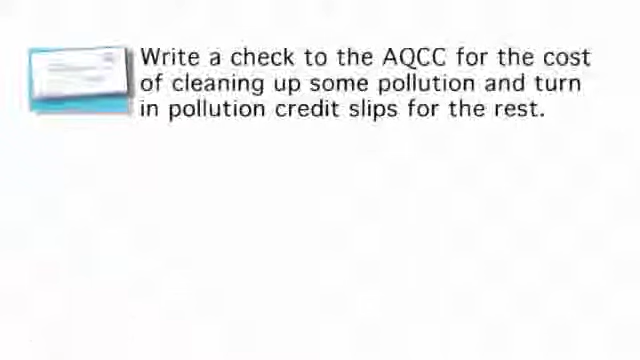 Write a check to the AQCC for the cost
of cleaning up some pollution and turn
in pollution credit slips for the rest.